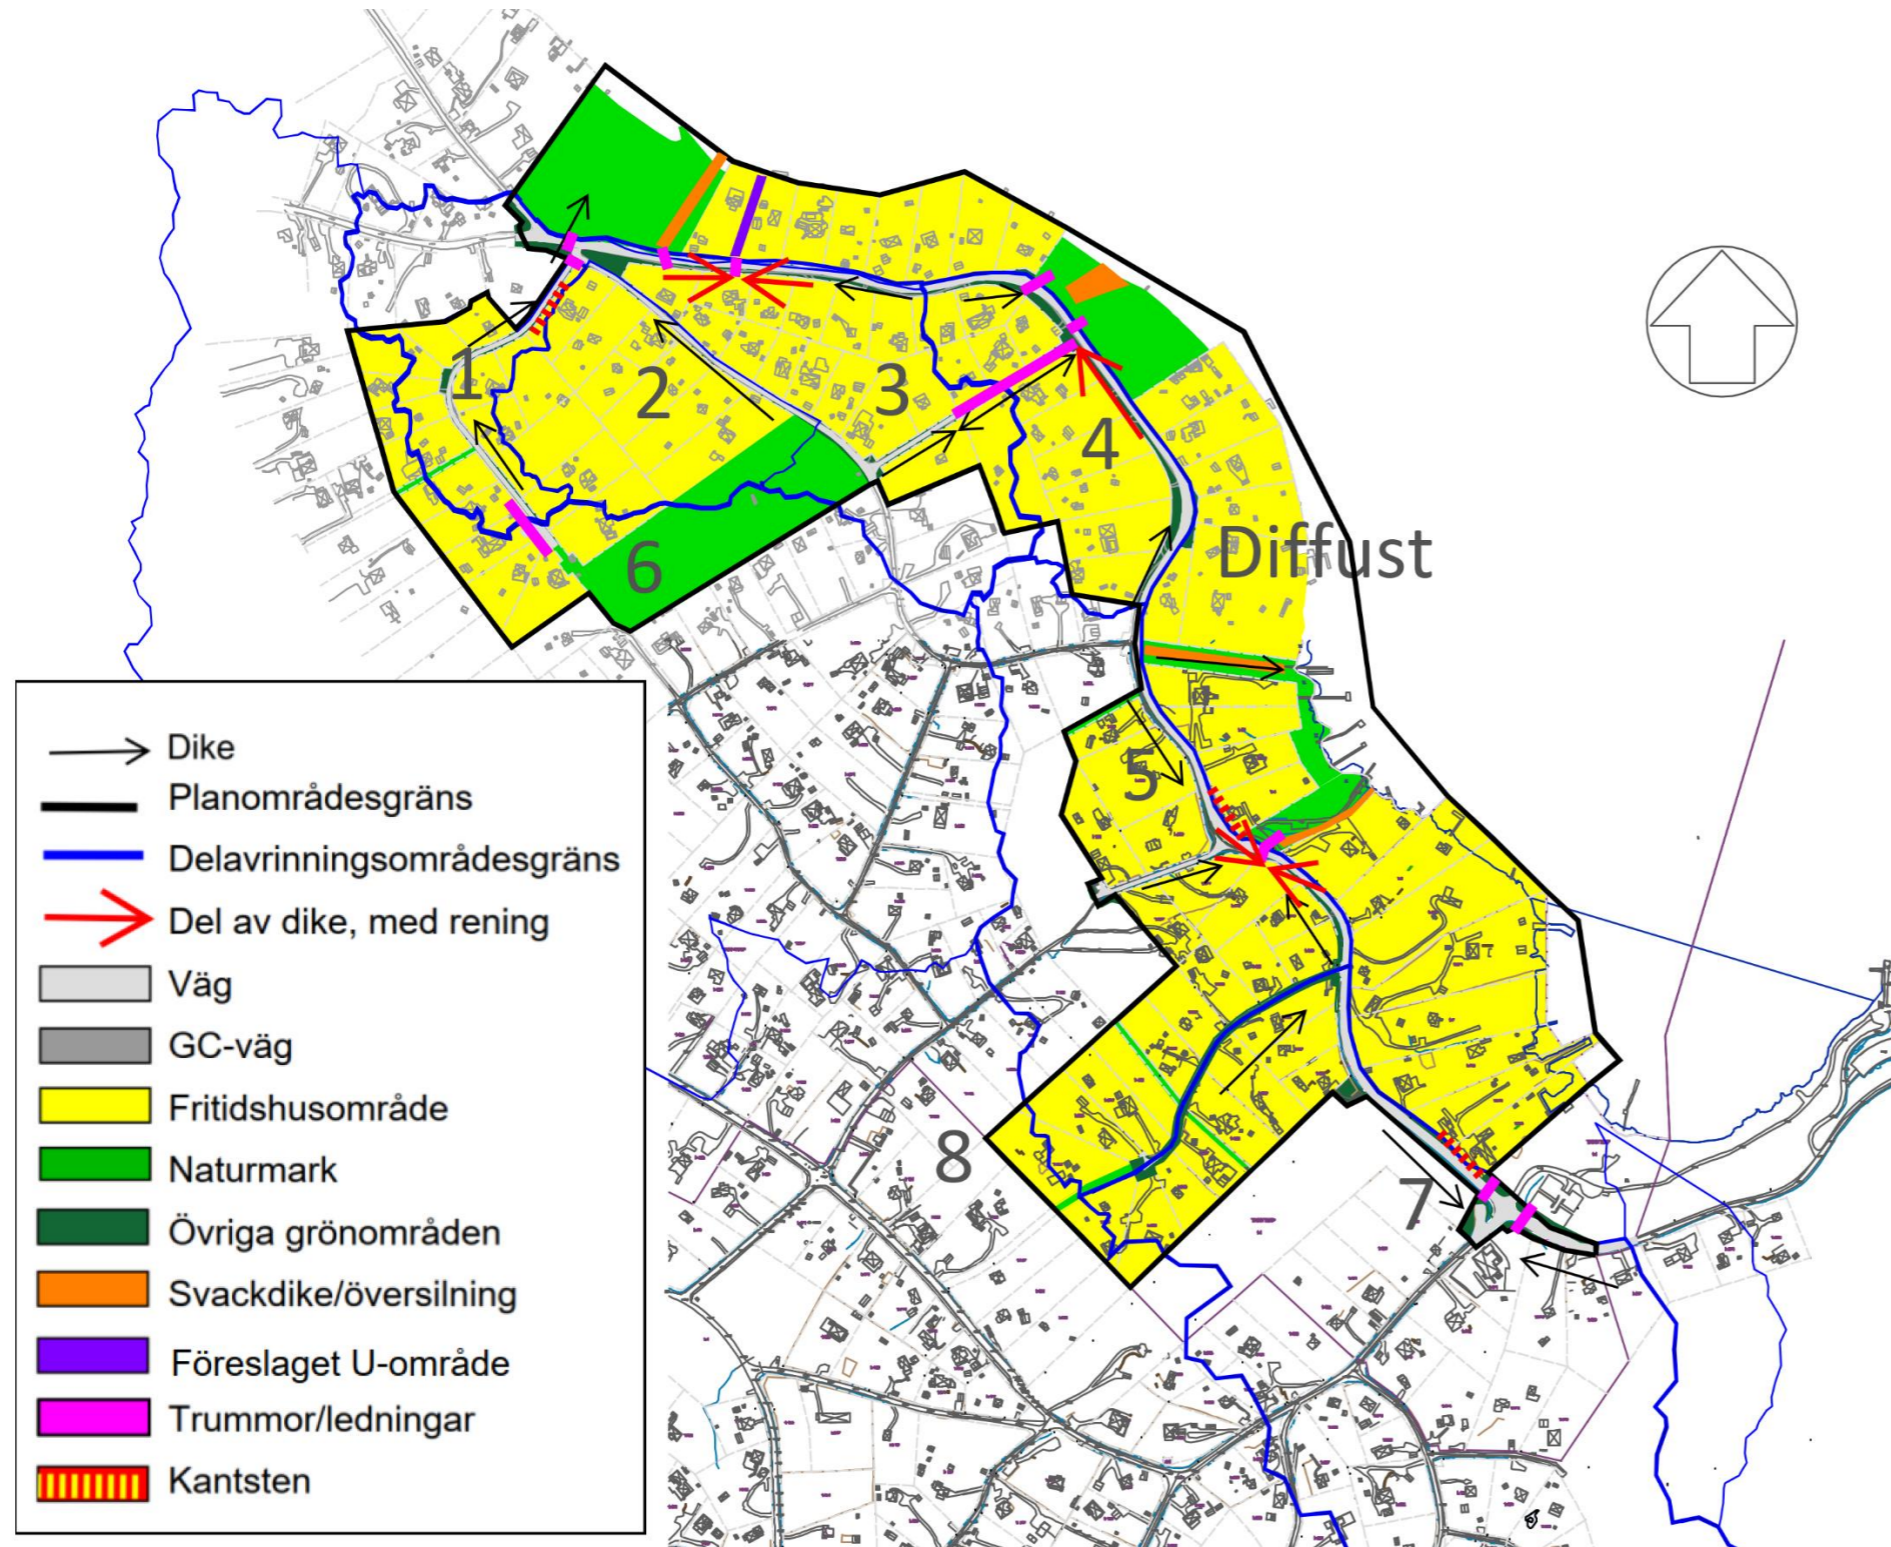 1
2
3
4
Diffust
6
5
7
8
7
Dike
Planområdesgräns
Delavrinningsområdesgräns
Del av dike, med rening
Väg
GC-väg
Fritidshusområde
Naturmark
Övriga grönområden
Svackdike/översilning
Föreslaget U-område
Trummor/ledningar
Kantsten